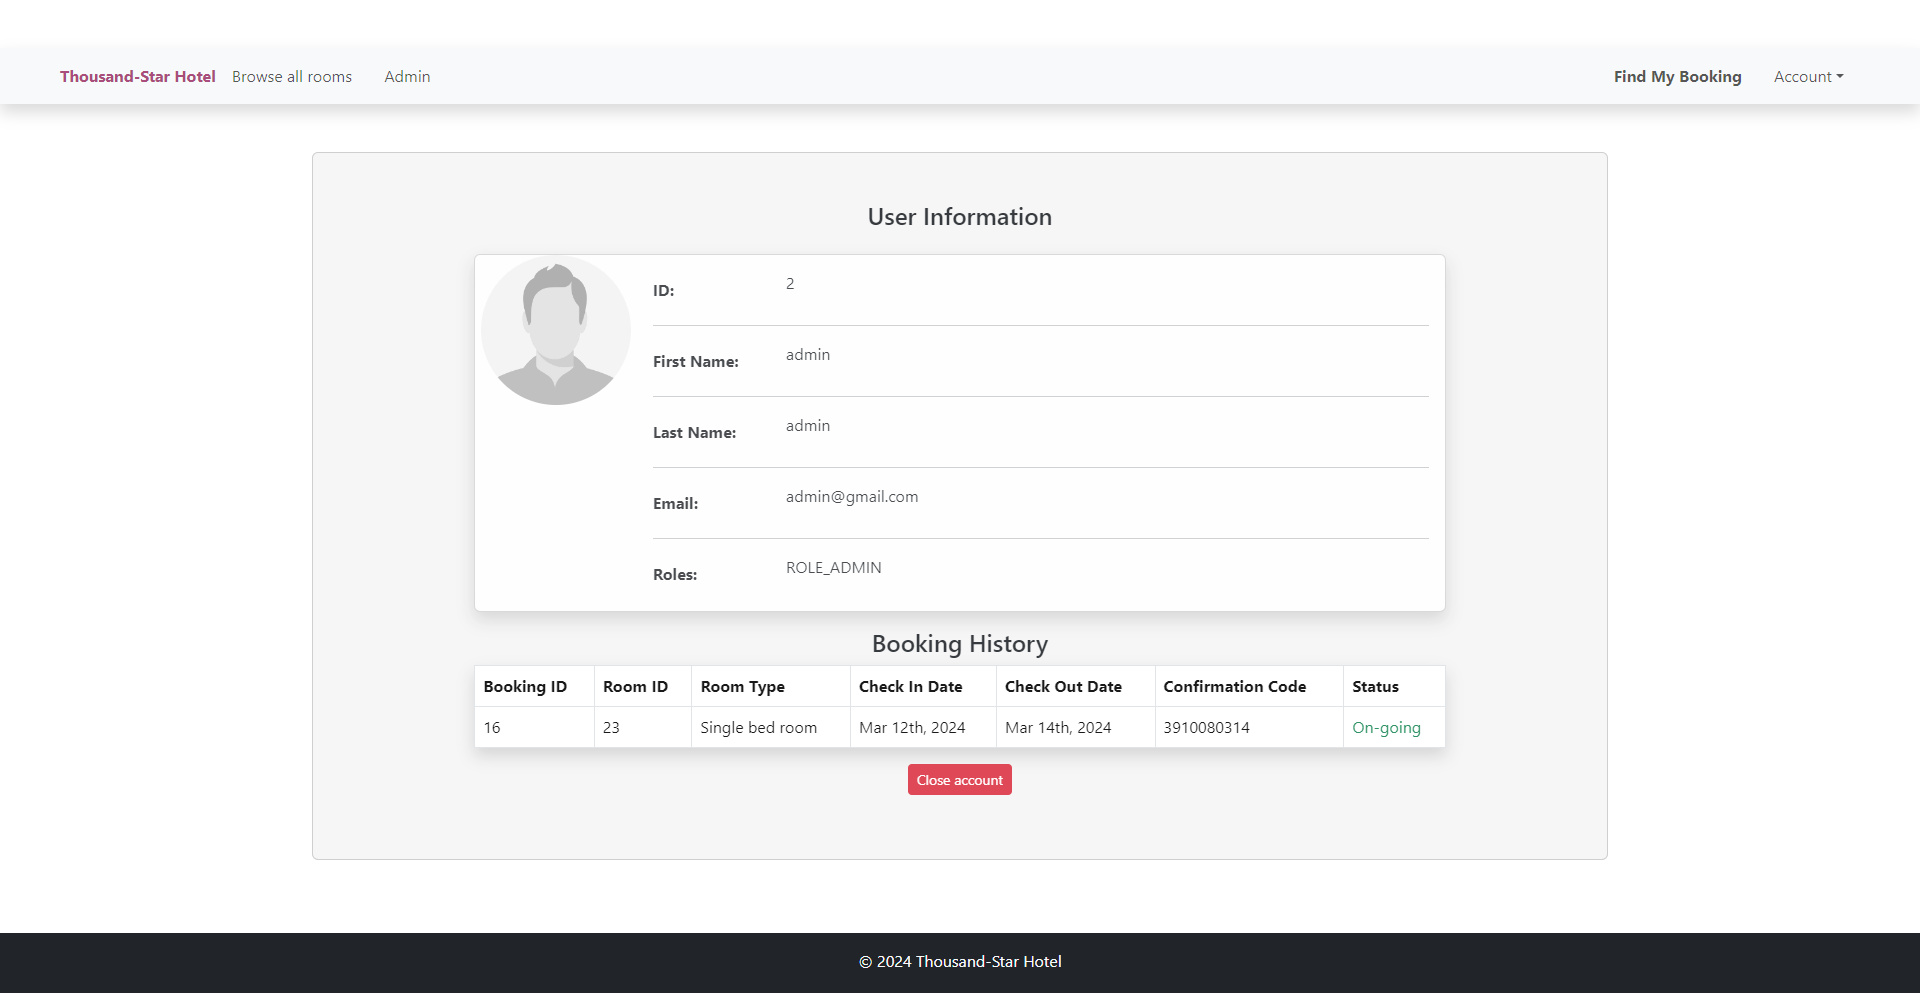 Thousand-Star Hotel Browse all rooms Admin Find My Booking Account
User Information
ID: 2
First Name: admin
Last Name: admin
Email: admin@gmail.com
Roles: ROLE_ADMIN
Booking History
Booking ID Room ID Room Type Check In Date Check Out Date Confirmation Code Status
16 23 Single bed room Mar 12th, 2024 Mar 14th, 2024 3910080314 On-going
Close account
© 2024 Thousand-Star Hotel